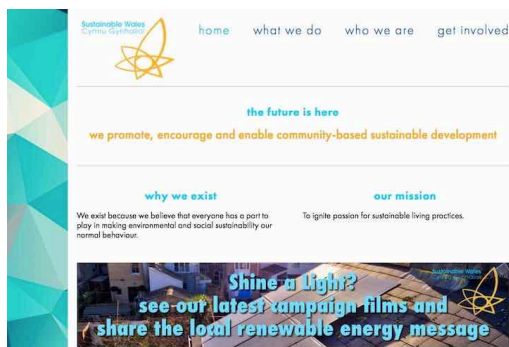 Sustainable Wales
Cymru Gynhaliol
home what we do who we are get involved
the future is here
we promote, encourage and enable community-based sustainable development
why we exist
We exist because we believe that everyone has a part to
play in making environmental and social sustainability our
normal behaviour.
our mission
To ignite passion for sustainable living practices.
Sustainable Wales
Cymru Gynhaliol
Shine a Light?
see our latest campaign films and
share the local renewable energy message